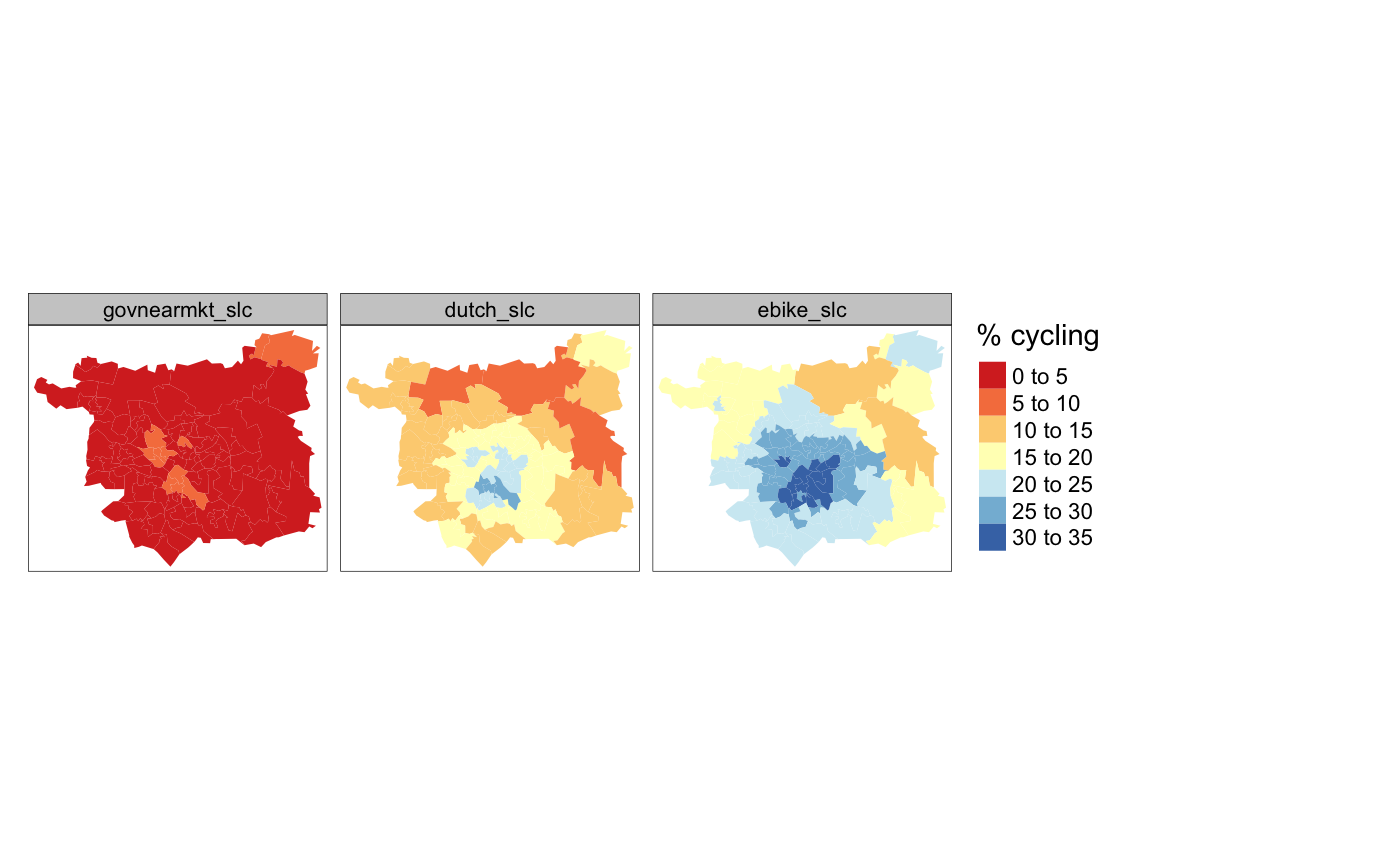 govnearmkt_slc
dutch_slc
ebike_slc
% cycling
0 to 5
5 to 10
10 to 15
15 to 20
20 to 25
25 to 30
30 to 35